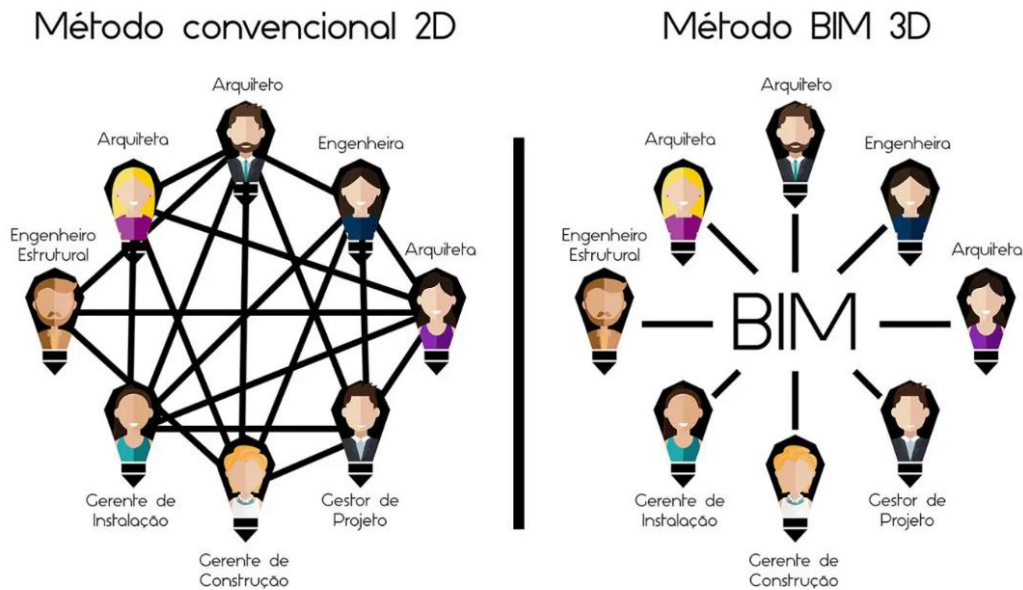 Método convencional 2D
Arquiteto
Arquiteta
Engenheira
Engenheiro
Estrutural
Arquiteta
Gerente de
Instalação
Gestor de
Projeto
Gerente de
Construção
Método BIM 3D
Arquiteto
Arquiteta
Engenheira
Engenheiro
Estrutural
Arquiteta
BIM
Gerente de
Instalação
Gestor de
Projeto
Gerente de
Construção